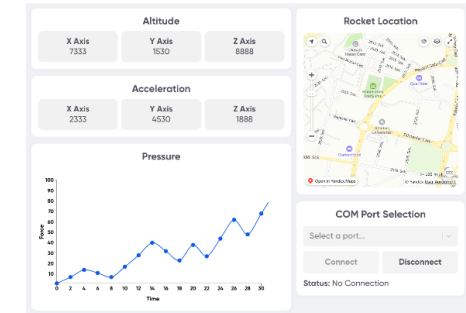 Altitude
X Axis
7333
Y Axis
1530
Z Axis
8888
Acceleration
X Axis
2333
Y Axis
4530
Z Axis
1888
Pressure
100
90
80
70
60
50
40
30
20
10
Force
0 2 4 6 8 10 12 14 16 18 20 22 24 26 28 30
Time
Rocket Location
Open in Yandex Maps
© Yandex
COM Port Selection
Select a port...
Connect
Disconnect
Status: No Connection